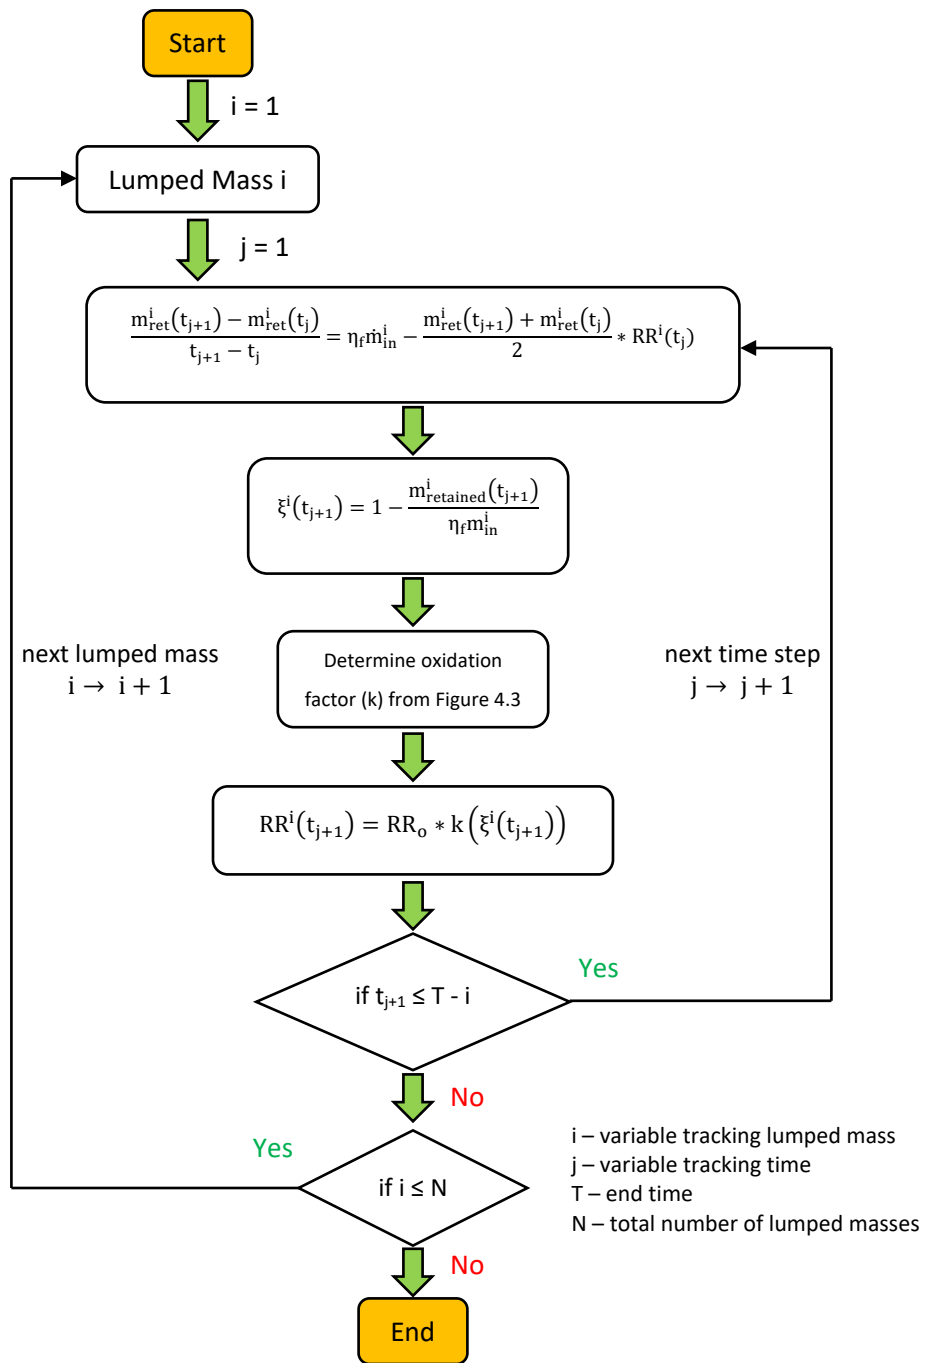 Start
i = 1
Lumped Mass i
j = 1
m^i_ret(t_{j+1}) − m^i_ret(t_j) / t_{j+1} − t_j = η_f ṁ^i_in − m^i_ret(t_{j+1}) + m^i_ret(t_j) / 2 ∗ RR^i(t_j)
ξ^i(t_{j+1}) = 1 − m^i_retained(t_{j+1}) / η_f m^i_in
Determine oxidation
factor (k) from Figure 4.3
next lumped mass
i → i + 1
next time step
j → j + 1
RR^i(t_{j+1}) = RR_o ∗ k (ξ^i(t_{j+1}))
if t_{j+1} ≤ T - i
Yes
No
Yes
if i ≤ N
i – variable tracking lumped mass
j – variable tracking time
T – end time
N – total number of lumped masses
No
End